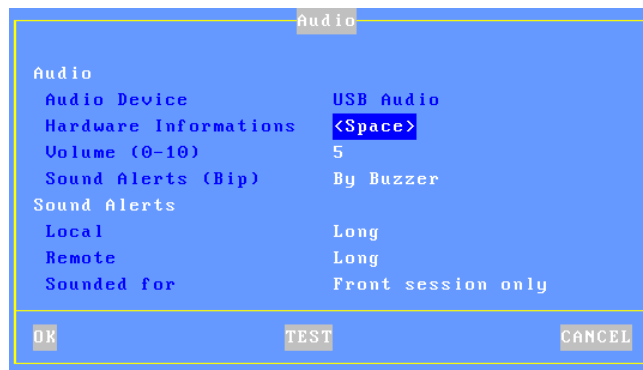 Audio
Audio
Audio Device USB Audio
Hardware Informations <Space>
Volume (0-10) 5
Sound Alerts (Bip) By Buzzer
Sound Alerts
Local Long
Remote Long
Sounded for Front session only
OK TEST CANCEL